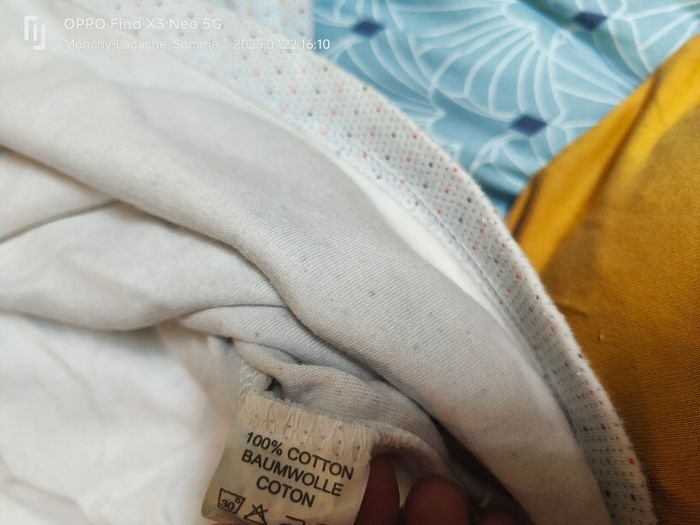 OPPO Find X3 Neo 5G
Monchy-Lagache, Somme | 2025.07.22 16:10
100% COTTON
BAUMWOLLE
COTON
30°